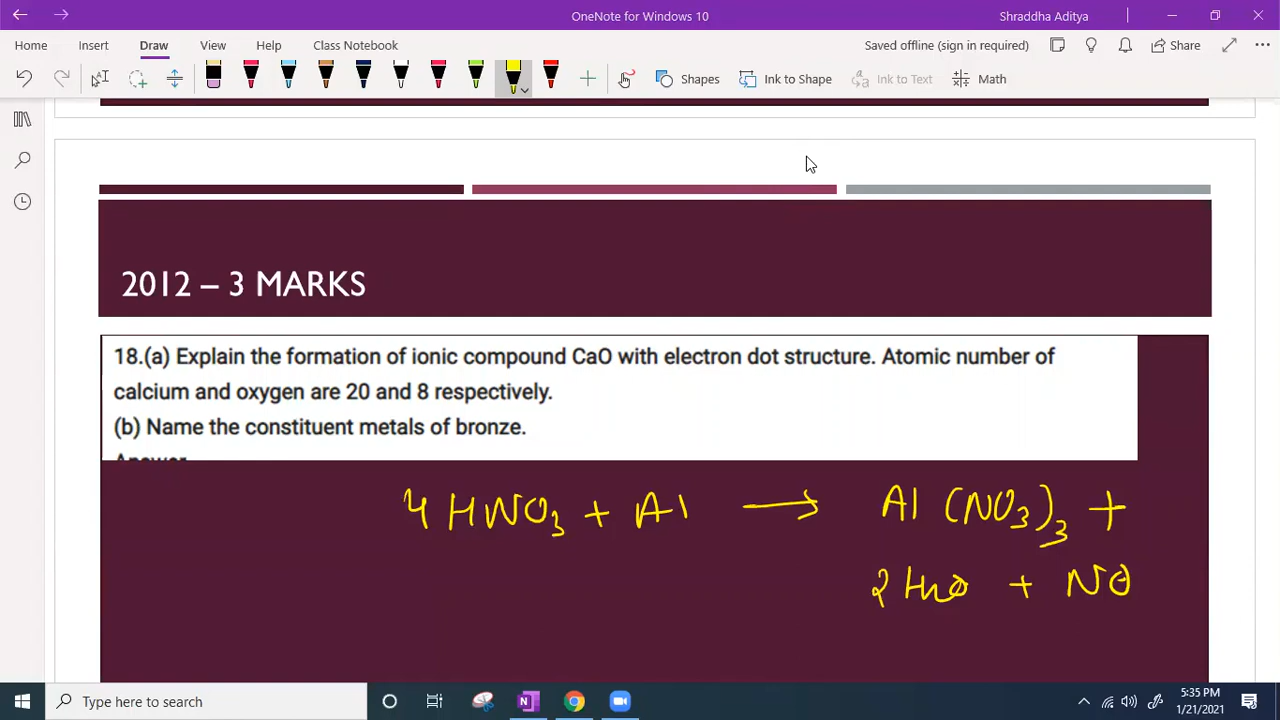 OneNote for Windows 10
Shraddha Aditya
Home Insert Draw View Help Class Notebook
Saved offline (sign in required) Share
Shapes Ink to Shape Ink to Text Math
2012 – 3 MARKS
18.(a) Explain the formation of ionic compound CaO with electron dot structure. Atomic number of
calcium and oxygen are 20 and 8 respectively.
(b) Name the constituent metals of bronze.
Answer
4 HNO3 + Al → Al (NO3)3 +
2 H2O + NO
Type here to search
5:35 PM
1/21/2021